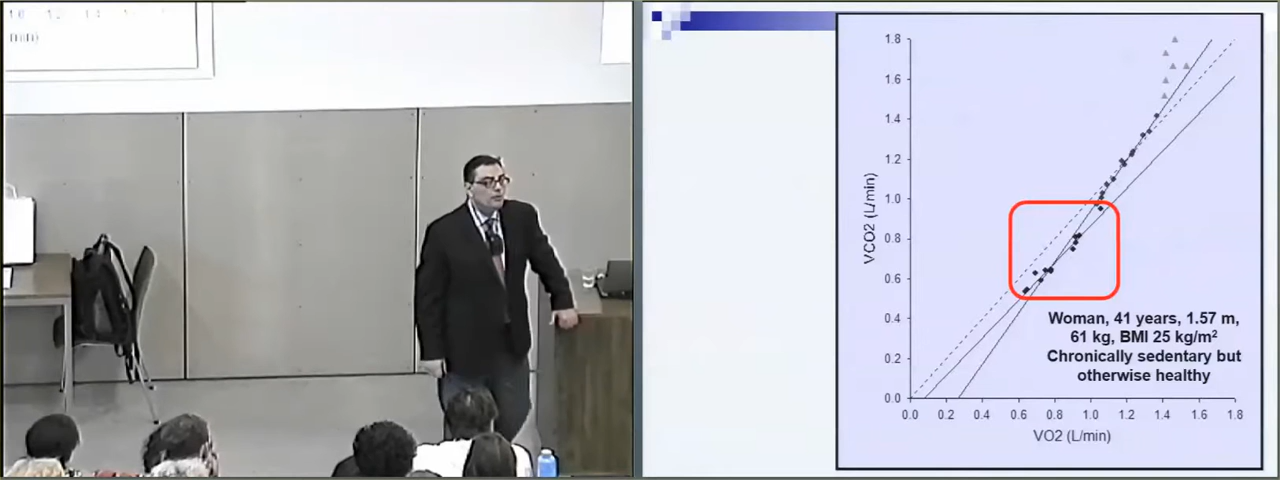 1.8
1.6
1.4
1.2
1.0
0.8
0.6
0.4
0.2
0.0
VCO2 (L/min)
0.0 0.2 0.4 0.6 0.8 1.0 1.2 1.4 1.6 1.8
VO2 (L/min)
Woman, 41 years, 1.57 m,
61 kg, BMI 25 kg/m²
Chronically sedentary but
otherwise healthy